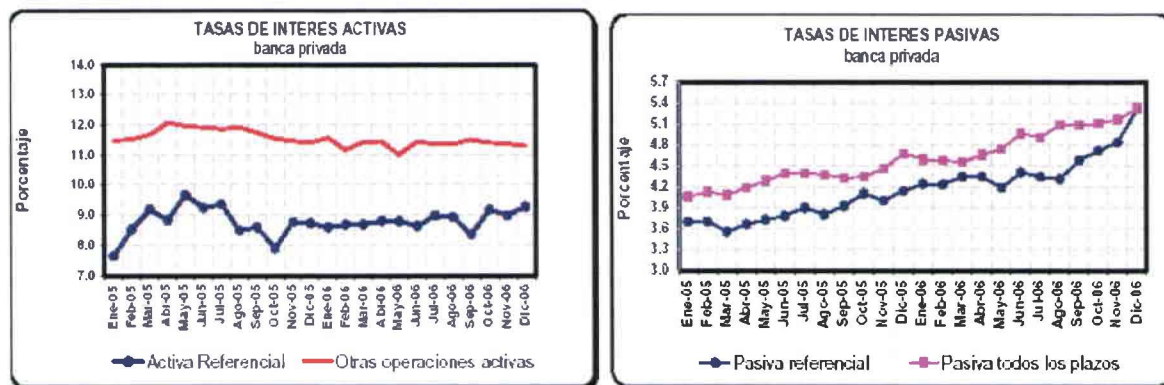 TASAS DE INTERES ACTIVAS
banca privada
Porcentaje
14.0
13.0
12.0
11.0
10.0
9.0
8.0
7.0
Ene-05
Feb-05
Mar-05
Abr-05
May-05
Jun-05
Jul-05
Ago-05
Sep-05
Oct-05
Nov-05
Dic-05
Ene-06
Feb-06
Mar-06
Abr-06
May-06
Jun-06
Jul-06
Ago-06
Sep-06
Oct-06
Nov-06
Dic-06
Activa Referencial
Otras operaciones activas
TASAS DE INTERES PASIVAS
banca privada
Porcentaje
5.7
5.4
5.1
4.8
4.5
4.2
3.9
3.6
3.3
3.0
Ene-05
Feb-05
Mar-05
Abr-05
May-05
Jun-05
Jul-05
Ago-05
Sep-05
Oct-05
Nov-05
Dic-05
Ene-06
Feb-06
Mar-06
Abr-06
May-06
Jun-06
Jul-06
Ago-06
Sep-06
Oct-06
Nov-06
Dic-06
Pasiva referencial
Pasiva todos los plazos